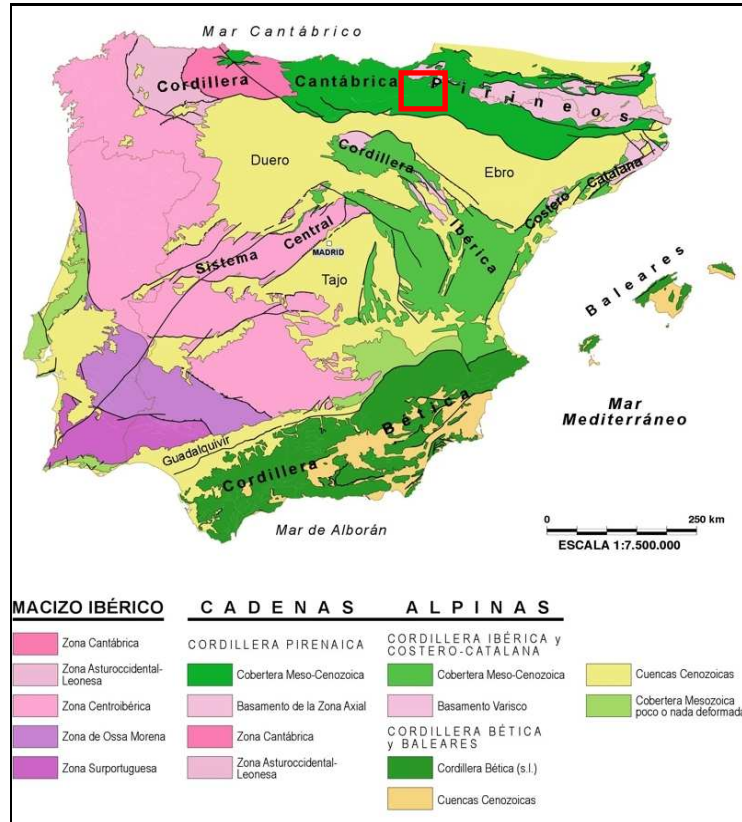 Mar Cantábrico
Cordillera Cantábrica Pirineos
Duero
Cordillera Ibérica
Ebro
Costero Catalana
Sistema Central
MADRID
Tajo
Baleares
Mar
Mediterráneo
Guadalquivir
Cordillera Bética
Mar de Alborán
0 250 km
ESCALA 1:7.500.000
MACIZO IBÉRICO
Zona Cantábrica
Zona Asturoccidental-
Leonesa
Zona Centroibérica
Zona de Ossa Morena
Zona Surportuguesa
CADENAS ALPINAS
CORDILLERA PIRENAICA
Cobertera Meso-Cenozoica
Basamento de la Zona Axial
Zona Cantábrica
Zona Asturoccidental-
Leonesa
CORDILLERA IBÉRICA y
COSTERO-CATALANA
Cobertera Meso-Cenozoica
Basamento Varisco
CORDILLERA BÉTICA
y BALEARES
Cordillera Bética (s.l.)
Cuencas Cenozoicas
Cuencas Cenozoicas
Cobertera Mesozoica
poco o nada deformada